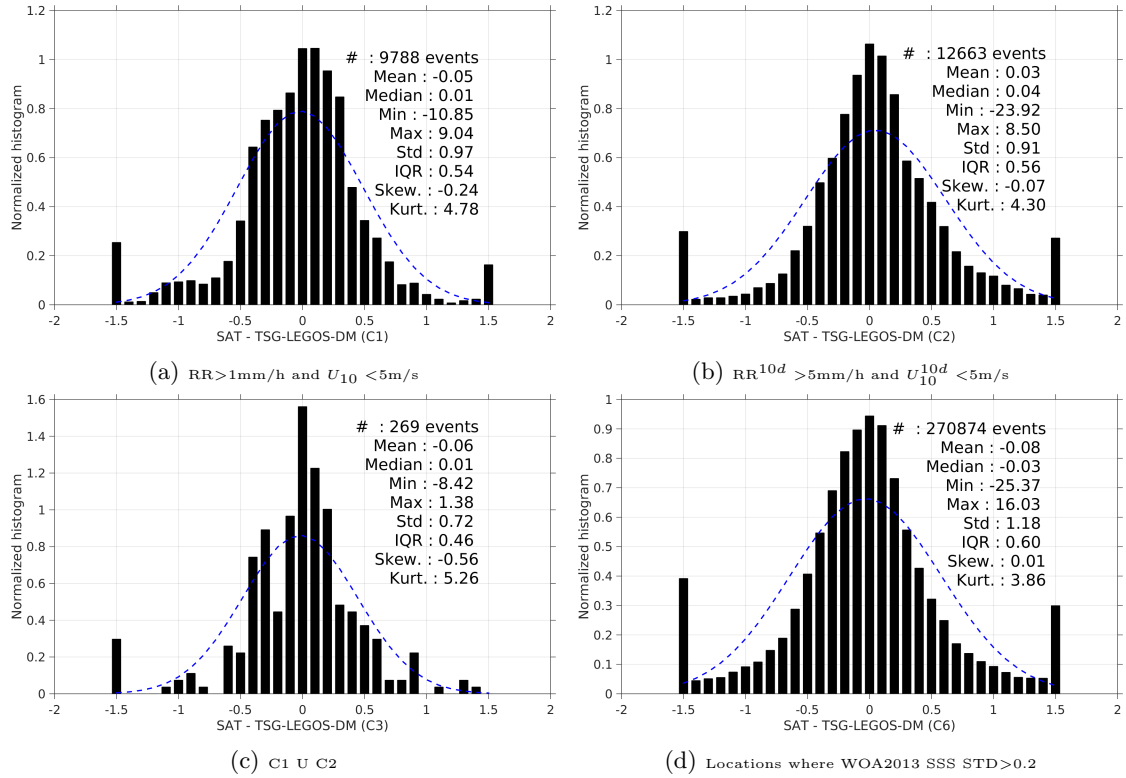 1.2
1
0.8
0.6
0.4
0.2
0
Normalized histogram
# : 9788 events
Mean : -0.05
Median : 0.01
Min : -10.85
Max : 9.04
Std : 0.97
IQR : 0.54
Skew. : -0.24
Kurt. : 4.78
-2 -1.5 -1 -0.5 0 0.5 1 1.5 2
SAT - TSG-LEGOS-DM (C1)
(a) RR>1mm/h and U10 <5m/s
1.2
1
0.8
0.6
0.4
0.2
0
Normalized histogram
# : 12663 events
Mean : 0.03
Median : 0.04
Min : -23.92
Max : 8.50
Std : 0.91
IQR : 0.56
Skew. : -0.07
Kurt. : 4.30
-2 -1.5 -1 -0.5 0 0.5 1 1.5 2
SAT - TSG-LEGOS-DM (C2)
(b) RR10d >5mm/h and U10d10 <5m/s
1.6
1.4
1.2
1
0.8
0.6
0.4
0.2
0
Normalized histogram
# : 269 events
Mean : -0.06
Median : 0.01
Min : -8.42
Max : 1.38
Std : 0.72
IQR : 0.46
Skew. : -0.56
Kurt. : 5.26
-2 -1.5 -1 -0.5 0 0.5 1 1.5 2
SAT - TSG-LEGOS-DM (C3)
(c) C1 U C2
1
0.9
0.8
0.7
0.6
0.5
0.4
0.3
0.2
0.1
0
Normalized histogram
# : 270874 events
Mean : -0.08
Median : -0.03
Min : -25.37
Max : 16.03
Std : 1.18
IQR : 0.60
Skew. : 0.01
Kurt. : 3.86
-2 -1.5 -1 -0.5 0 0.5 1 1.5 2
SAT - TSG-LEGOS-DM (C6)
(d) Locations where WOA2013 SSS STD>0.2